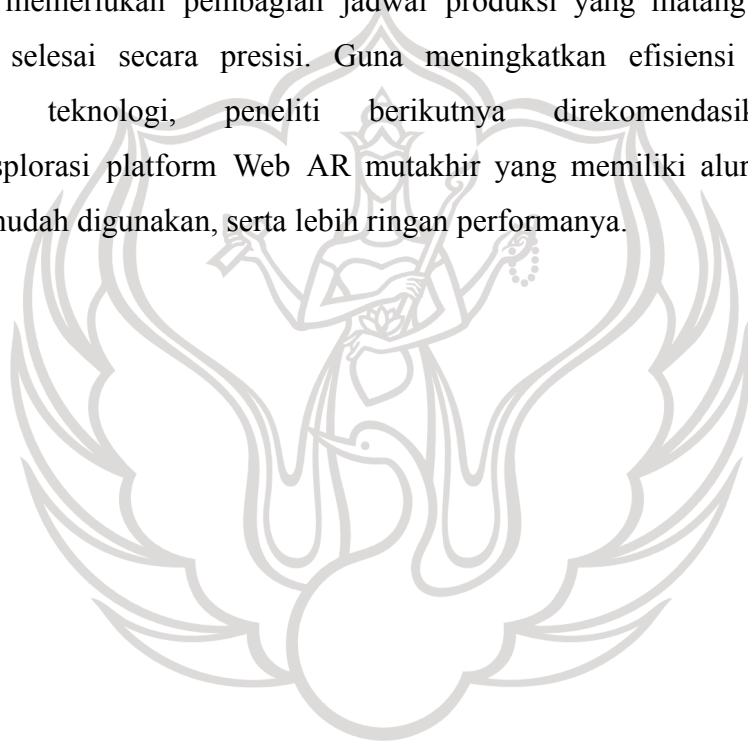 memerlukan pembagian jadwal produksi yang matang
selesai secara presisi. Guna meningkatkan efisiensi
teknologi, peneliti berikutnya direkomendasik
splorasi platform Web AR mutakhir yang memiliki alur
mudah digunakan, serta lebih ringan performanya.